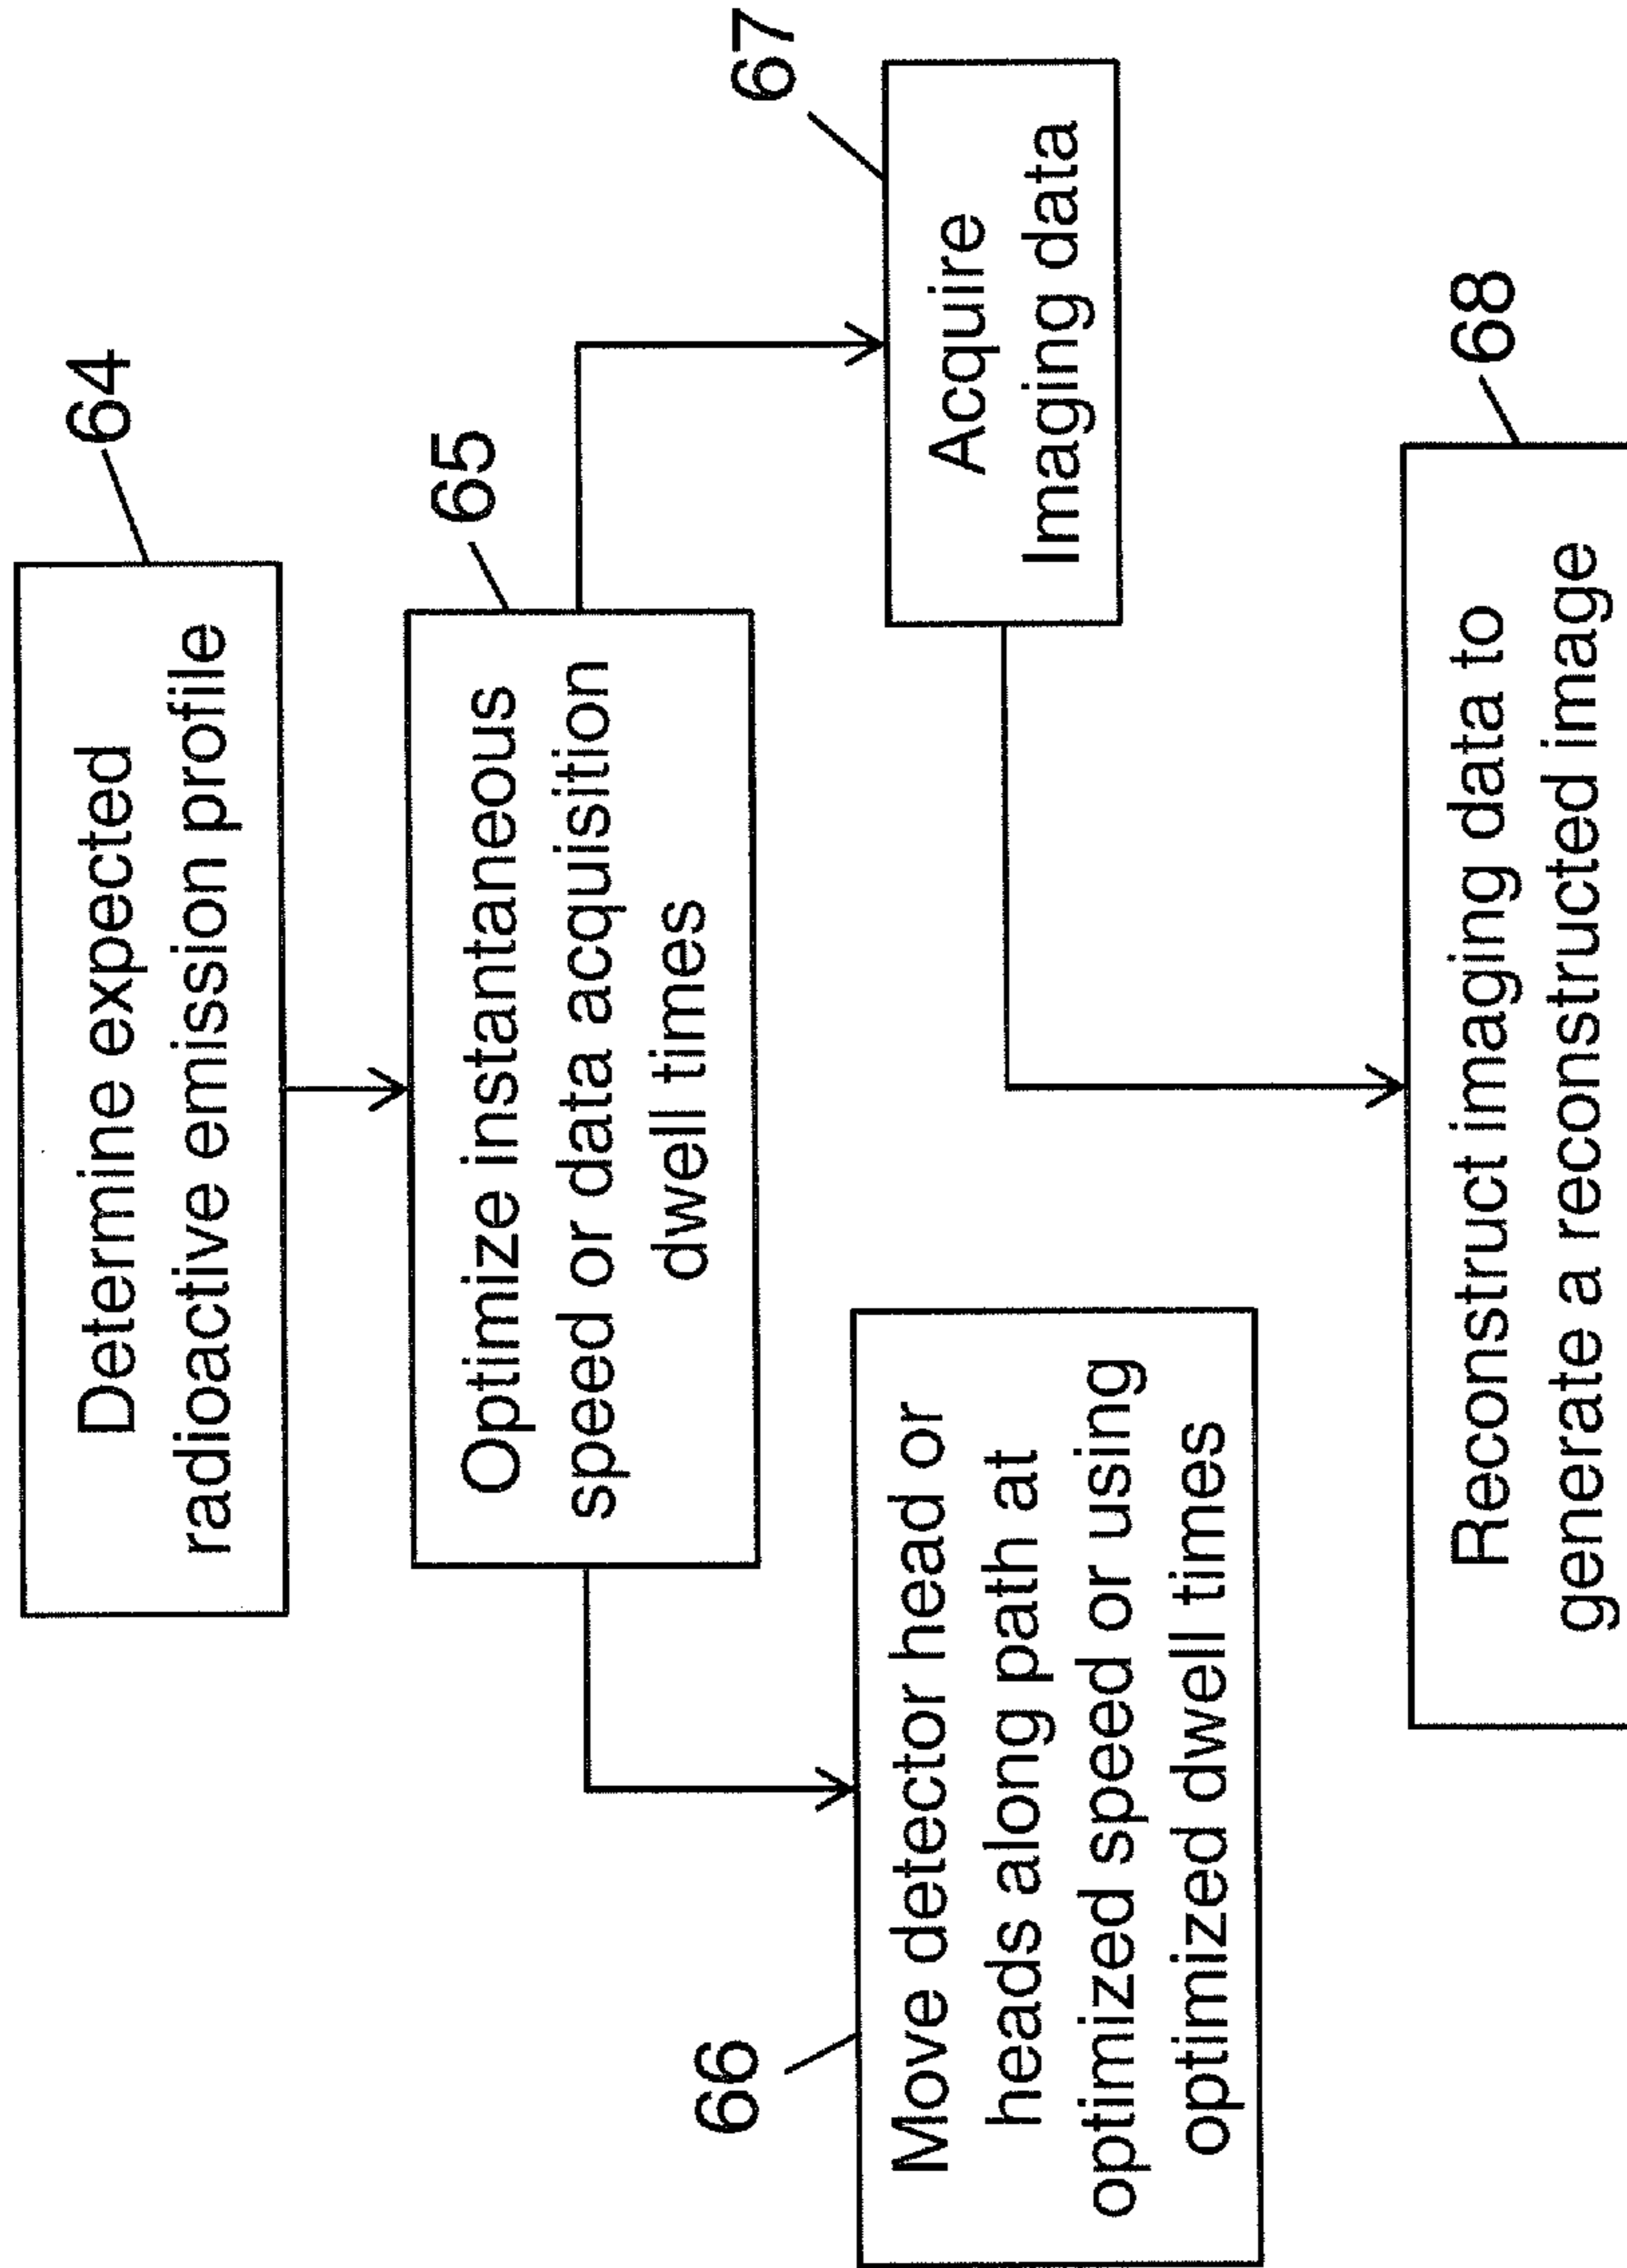 64
Determine expected
radioactive emission profile
65
Optimize instantaneous
speed or data acquisition
dwell times
66
Move detector head or
heads along path at
optimized speed or using
optimized dwell times
67
Acquire
Imaging data
68
Reconstruct imaging data to
generate a reconstructed image